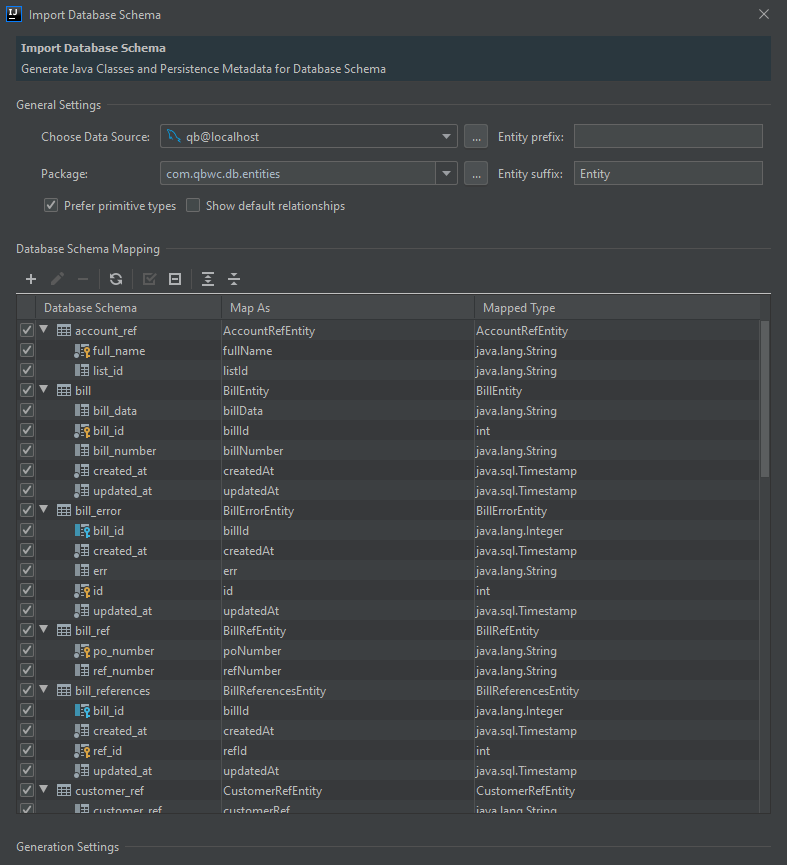 IJ Import Database Schema
Import Database Schema
Generate Java Classes and Persistence Metadata for Database Schema
General Settings
Choose Data Source: qb@localhost ... Entity prefix:
Package: com.qbwc.db.entities ... Entity suffix: Entity
Prefer primitive types Show default relationships
Database Schema Mapping
Database Schema Map As Mapped Type
account_ref AccountRefEntity AccountRefEntity
full_name fullName java.lang.String
list_id listId java.lang.String
bill BillEntity BillEntity
bill_data billData java.lang.String
bill_id billId int
bill_number billNumber java.lang.String
created_at createdAt java.sql.Timestamp
updated_at updatedAt java.sql.Timestamp
bill_error BillErrorEntity BillErrorEntity
bill_id billId java.lang.Integer
created_at createdAt java.sql.Timestamp
err err java.lang.String
id id int
updated_at updatedAt java.sql.Timestamp
bill_ref BillRefEntity BillRefEntity
po_number poNumber java.lang.String
ref_number refNumber java.lang.String
bill_references BillReferencesEntity BillReferencesEntity
bill_id billId java.lang.Integer
created_at createdAt java.sql.Timestamp
ref_id refId int
updated_at updatedAt java.sql.Timestamp
customer_ref CustomerRefEntity CustomerRefEntity
customer_ref customerRef java.lang.String
Generation Settings